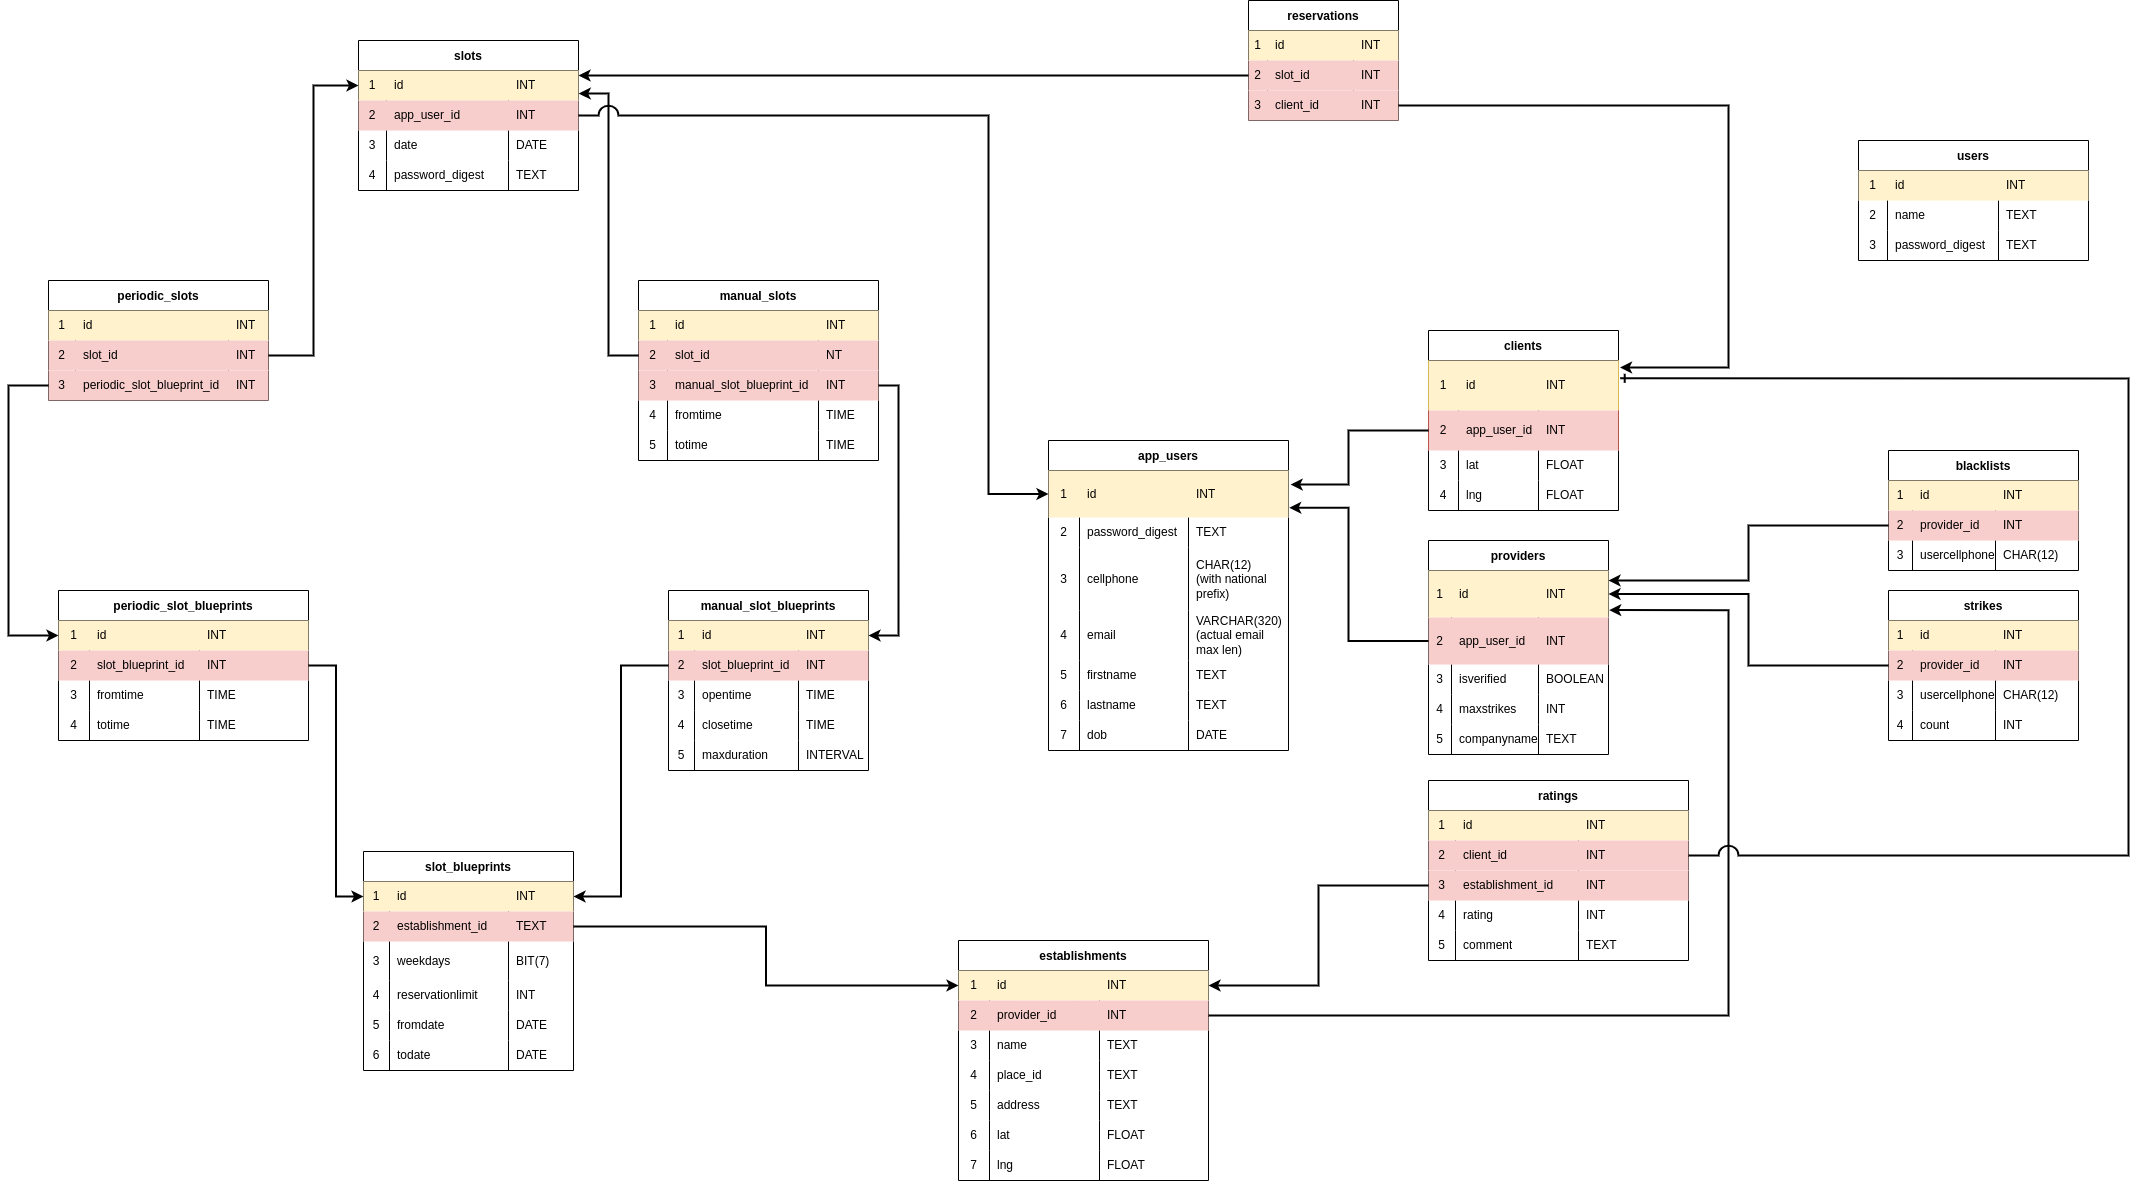 reservations
1 id INT
2 slot_id INT
3 client_id INT
slots
1 id INT
2 app_user_id INT
3 date DATE
4 password_digest TEXT
users
1 id INT
2 name TEXT
3 password_digest TEXT
periodic_slots
1 id INT
2 slot_id INT
3 periodic_slot_blueprint_id INT
manual_slots
1 id INT
2 slot_id NT
3 manual_slot_blueprint_id INT
4 fromtime TIME
5 totime TIME
clients
1 id INT
2 app_user_id INT
3 lat FLOAT
4 lng FLOAT
app_users
1 id INT
2 password_digest TEXT
3 cellphone CHAR(12)
(with national
prefix)
4 email VARCHAR(320)
(actual email
max len)
5 firstname TEXT
6 lastname TEXT
7 dob DATE
blacklists
1 id INT
2 provider_id INT
3 usercellphone CHAR(12)
providers
1 id INT
2 app_user_id INT
3 isverified BOOLEAN
4 maxstrikes INT
5 companyname TEXT
strikes
1 id INT
2 provider_id INT
3 usercellphone CHAR(12)
4 count INT
periodic_slot_blueprints
1 id INT
2 slot_blueprint_id INT
3 fromtime TIME
4 totime TIME
manual_slot_blueprints
1 id INT
2 slot_blueprint_id INT
3 opentime TIME
4 closetime TIME
5 maxduration INTERVAL
ratings
1 id INT
2 client_id INT
3 establishment_id INT
4 rating INT
5 comment TEXT
slot_blueprints
1 id INT
2 establishment_id TEXT
3 weekdays BIT(7)
4 reservationlimit INT
5 fromdate DATE
6 todate DATE
establishments
1 id INT
2 provider_id INT
3 name TEXT
4 place_id TEXT
5 address TEXT
6 lat FLOAT
7 lng FLOAT